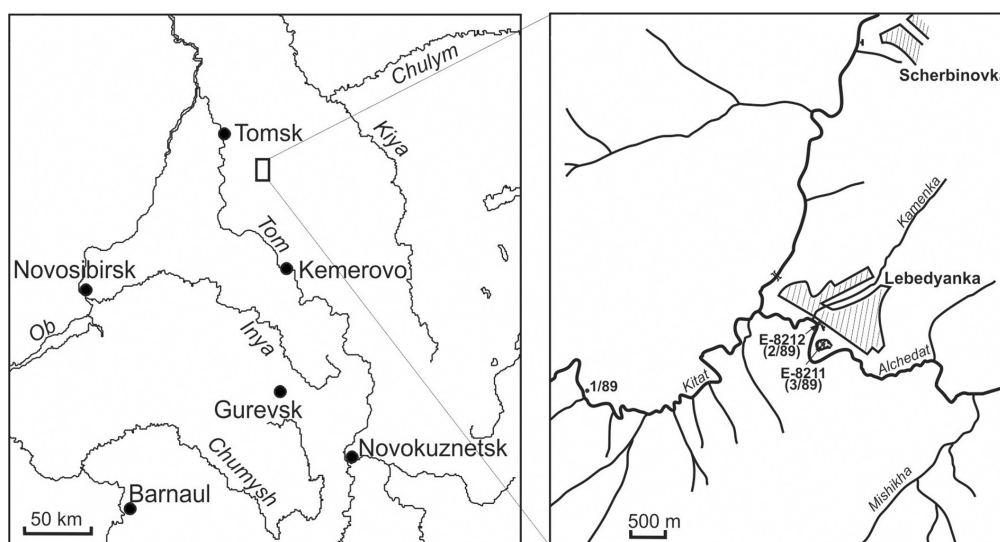 Chulym
Tomsk
Kiya
Tom
Novosibirsk
Kemerovo
Ob
Inya
Gurevsk
Chumysh
Novokuznetsk
Barnaul
50 km
Scherbinovka
Kamenka
Lebedyanka
E-8212
(2/89)
E-8211
(3/89)
Alchedat
Kitat
1/89
Mishikha
500 m